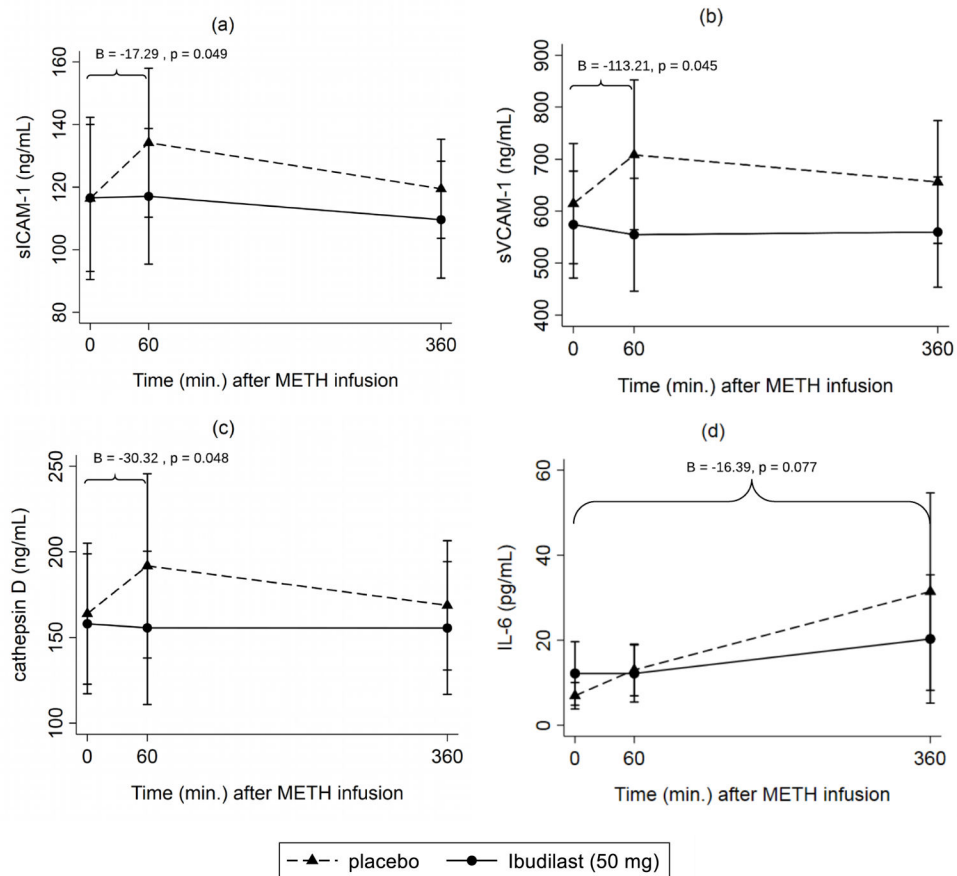 (a)
B = -17.29 , p = 0.049
sICAM-1 (ng/mL)
160
140
120
100
80
0 60 360
Time (min.) after METH infusion
(b)
B = -113.21, p = 0.045
sVCAM-1 (ng/mL)
900
800
700
600
500
400
0 60 360
Time (min.) after METH infusion
(c)
B = -30.32 , p = 0.048
cathepsin D (ng/mL)
250
200
150
100
0 60 360
Time (min.) after METH infusion
(d)
B = -16.39, p = 0.077
IL-6 (pg/mL)
60
40
20
0
0 60 360
Time (min.) after METH infusion
placebo Ibudilast (50 mg)